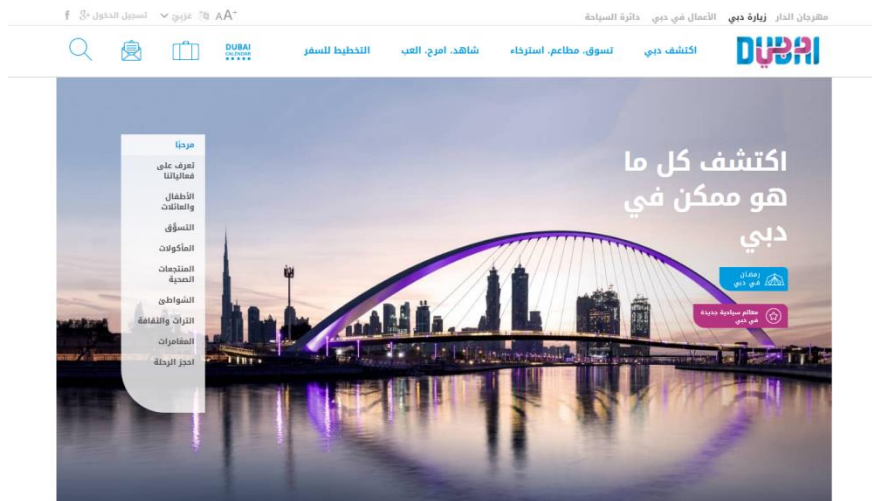 مهرجان الدار زيارة دبي الأعمال في دبي دائرة السياحة
AA+ عربي تسجيل الدخول
DUBAI
اكتشف دبي تسوق. مطاعم. استرخاء شاهد. امرح. العب التخطيط للسفر
DUBAI
CALENDAR
اكتشف كل ما
هو ممكن في
دبي
رمضان
في دبي
معالم سياحية جديدة
في دبي
مرحبًا
تعرف على
فعالياتنا
الأطفال
والعائلات
التسوُّق
المأكولات
المنتجعات
الصحية
الشواطئ
التراث والثقافة
المغامرات
احجز الرحلة